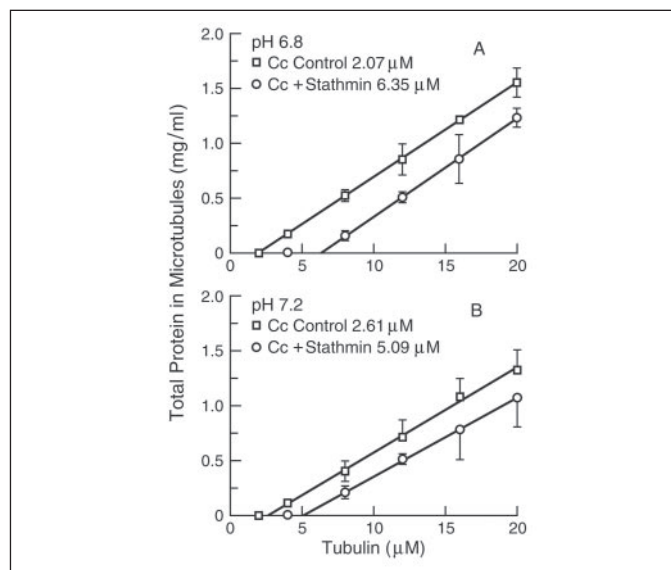 Total Protein in Microtubules (mg/ml)
pH 6.8
A
Cc Control 2.07 μM
Cc + Stathmin 6.35 μM
2.0
1.5
1.0
0.5
0
0 5 10 15 20
pH 7.2
B
Cc Control 2.61 μM
Cc + Stathmin 5.09 μM
2.0
1.5
1.0
0.5
0
0 5 10 15 20
Tubulin (μM)